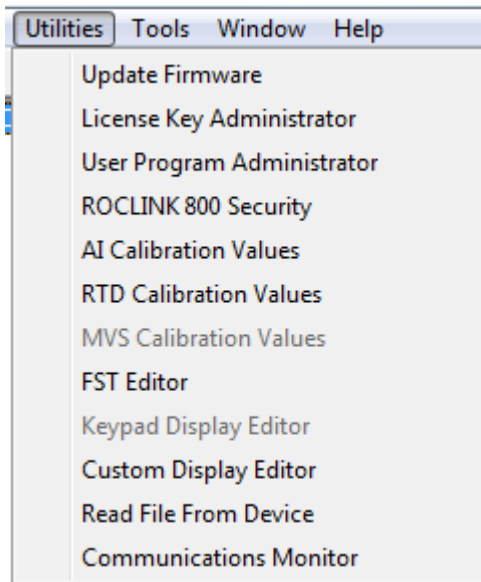 Utilities Tools Window Help
Update Firmware
License Key Administrator
User Program Administrator
ROCLINK 800 Security
AI Calibration Values
RTD Calibration Values
MVS Calibration Values
FST Editor
Keypad Display Editor
Custom Display Editor
Read File From Device
Communications Monitor